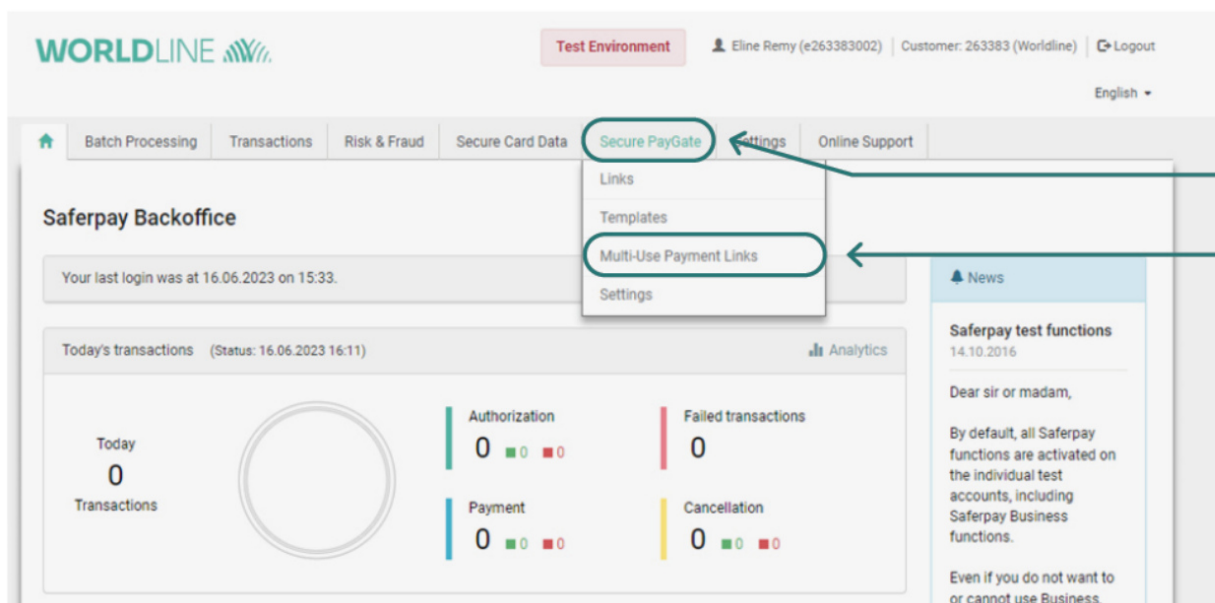 WORLDLINE
Test Environment
Eline Remy (e263383002)
Customer: 263383 (Worldline)
Logout
English
Batch Processing
Transactions
Risk & Fraud
Secure Card Data
Secure PayGate
Settings
Online Support
Links
Templates
Multi-Use Payment Links
Settings
Saferpay Backoffice
Your last login was at 16.06.2023 on 15:33.
Today's transactions (Status: 16.06.2023 16:11)
Analytics
Today
0
Transactions
Authorization
0 0 0
Failed transactions
0
Payment
0 0 0
Cancellation
0 0 0
News
Saferpay test functions
14.10.2016
Dear sir or madam,
By default, all Saferpay
functions are activated on
the individual test
accounts, including
Saferpay Business
functions.
Even if you do not want to
or cannot use Business